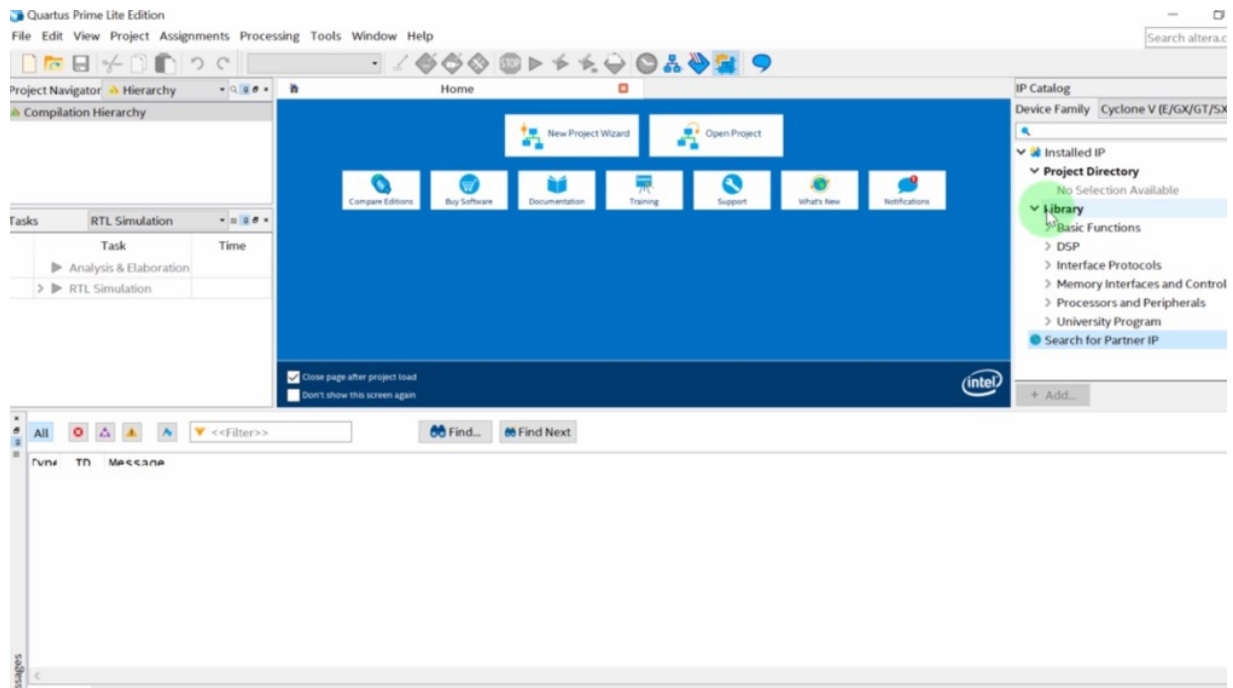 Quartus Prime Lite Edition
File Edit View Project Assignments Processing Tools Window Help
Search altera.c
STOP
Project Navigator Hierarchy
Compilation Hierarchy
Tasks RTL Simulation
Task Time
Analysis & Elaboration
RTL Simulation
Home
New Project Wizard
Open Project
Compare Editions
Buy Software
Documentation
Training
Support
What's New
Notifications
Close page after project load
Don't show this screen again
intel
IP Catalog
Device Family Cyclone V (E/GX/GT/SX
Installed IP
Project Directory
No Selection Available
Library
Basic Functions
DSP
Interface Protocols
Memory Interfaces and Control
Processors and Peripherals
University Program
Search for Partner IP
+ Add...
All <<Filter>> Find... Find Next
Type ID Message
ssages